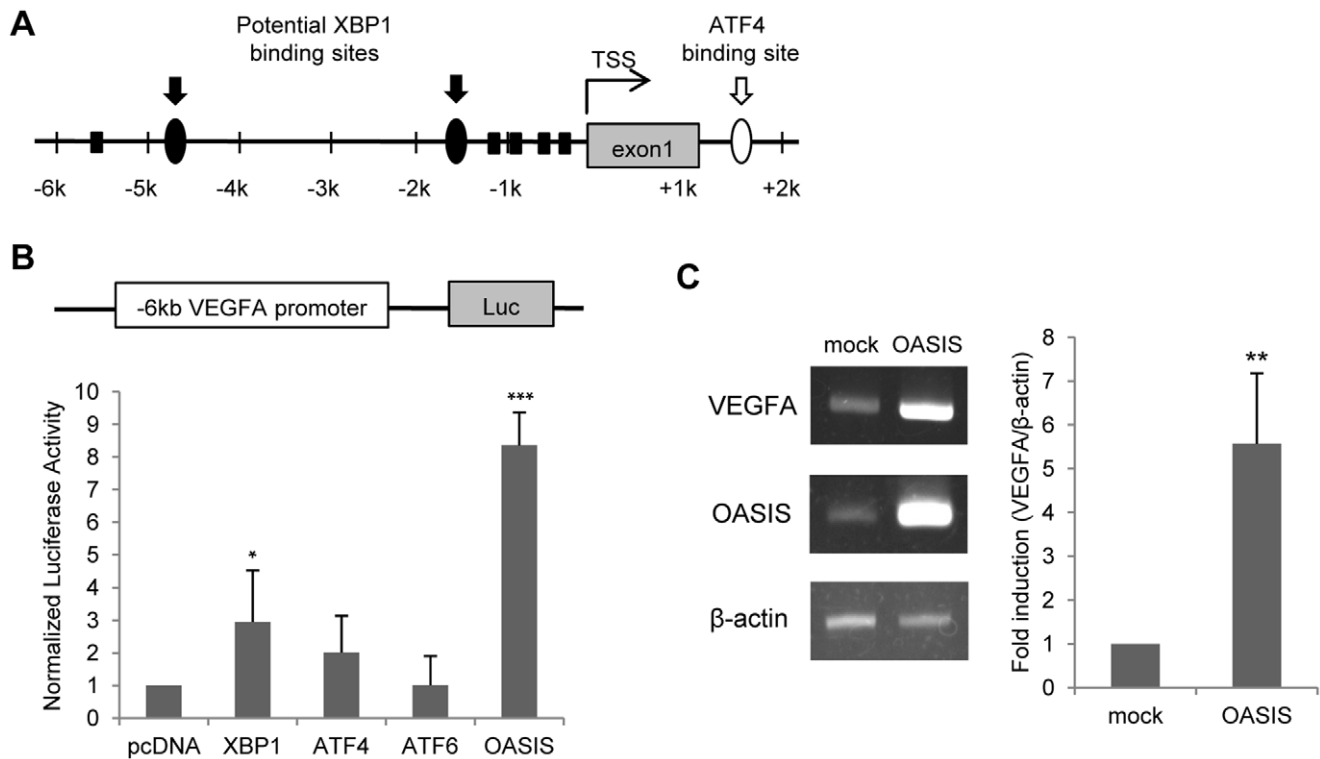 A
Potential XBP1
binding sites
TSS
ATF4
binding site
exon1
-6k -5k -4k -3k -2k -1k +1k +2k
B
-6kb VEGFA promoter
Luc
Normalized Luciferase Activity
10
9
8
7
6
5
4
3
2
1
0
*
***
pcDNA XBP1 ATF4 ATF6 OASIS
C
mock OASIS
VEGFA
OASIS
β-actin
Fold induction (VEGFA/β-actin)
8
7
6
5
4
3
2
1
0
**
mock OASIS